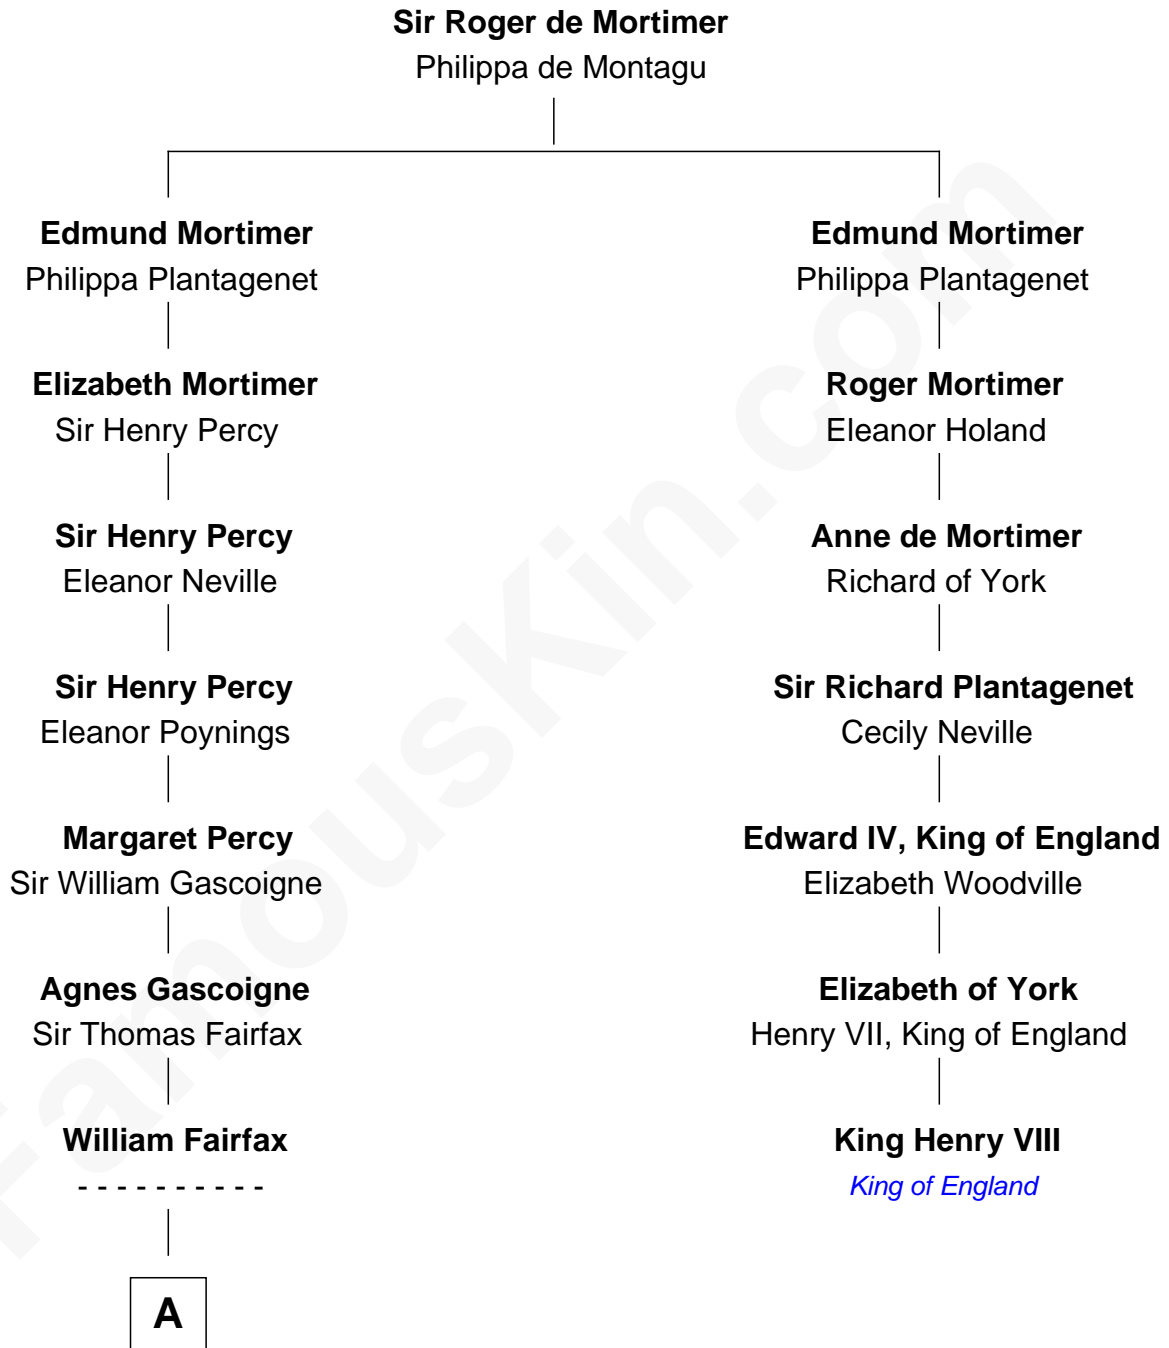 Sir Roger de Mortimer
Philippa de Montagu
Edmund Mortimer
Philippa Plantagenet
Edmund Mortimer
Philippa Plantagenet
Elizabeth Mortimer
Sir Henry Percy
Roger Mortimer
Eleanor Holand
Sir Henry Percy
Eleanor Neville
Anne de Mortimer
Richard of York
Sir Henry Percy
Eleanor Poynings
Sir Richard Plantagenet
Cecily Neville
Margaret Percy
Sir William Gascoigne
Edward IV, King of England
Elizabeth Woodville
Agnes Gascoigne
Sir Thomas Fairfax
Elizabeth of York
Henry VII, King of England
William Fairfax
- - - - - - - - - -
King Henry VIII
King of England
A
FamousKin.com